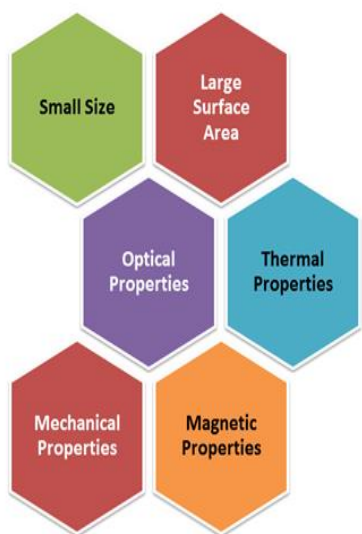 Small Size
Large
Surface
Area
Optical
Properties
Thermal
Properties
Mechanical
Properties
Magnetic
Properties